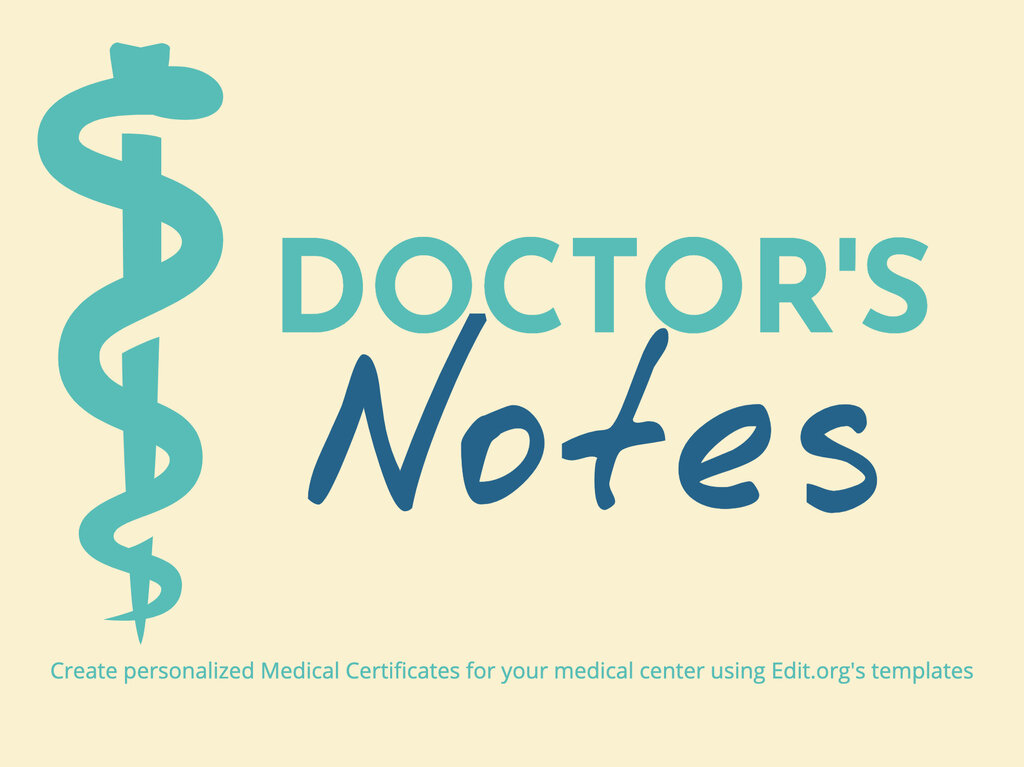 DOCTOR'S
Notes
Create personalized Medical Certificates for your medical center using Edit.org's templates